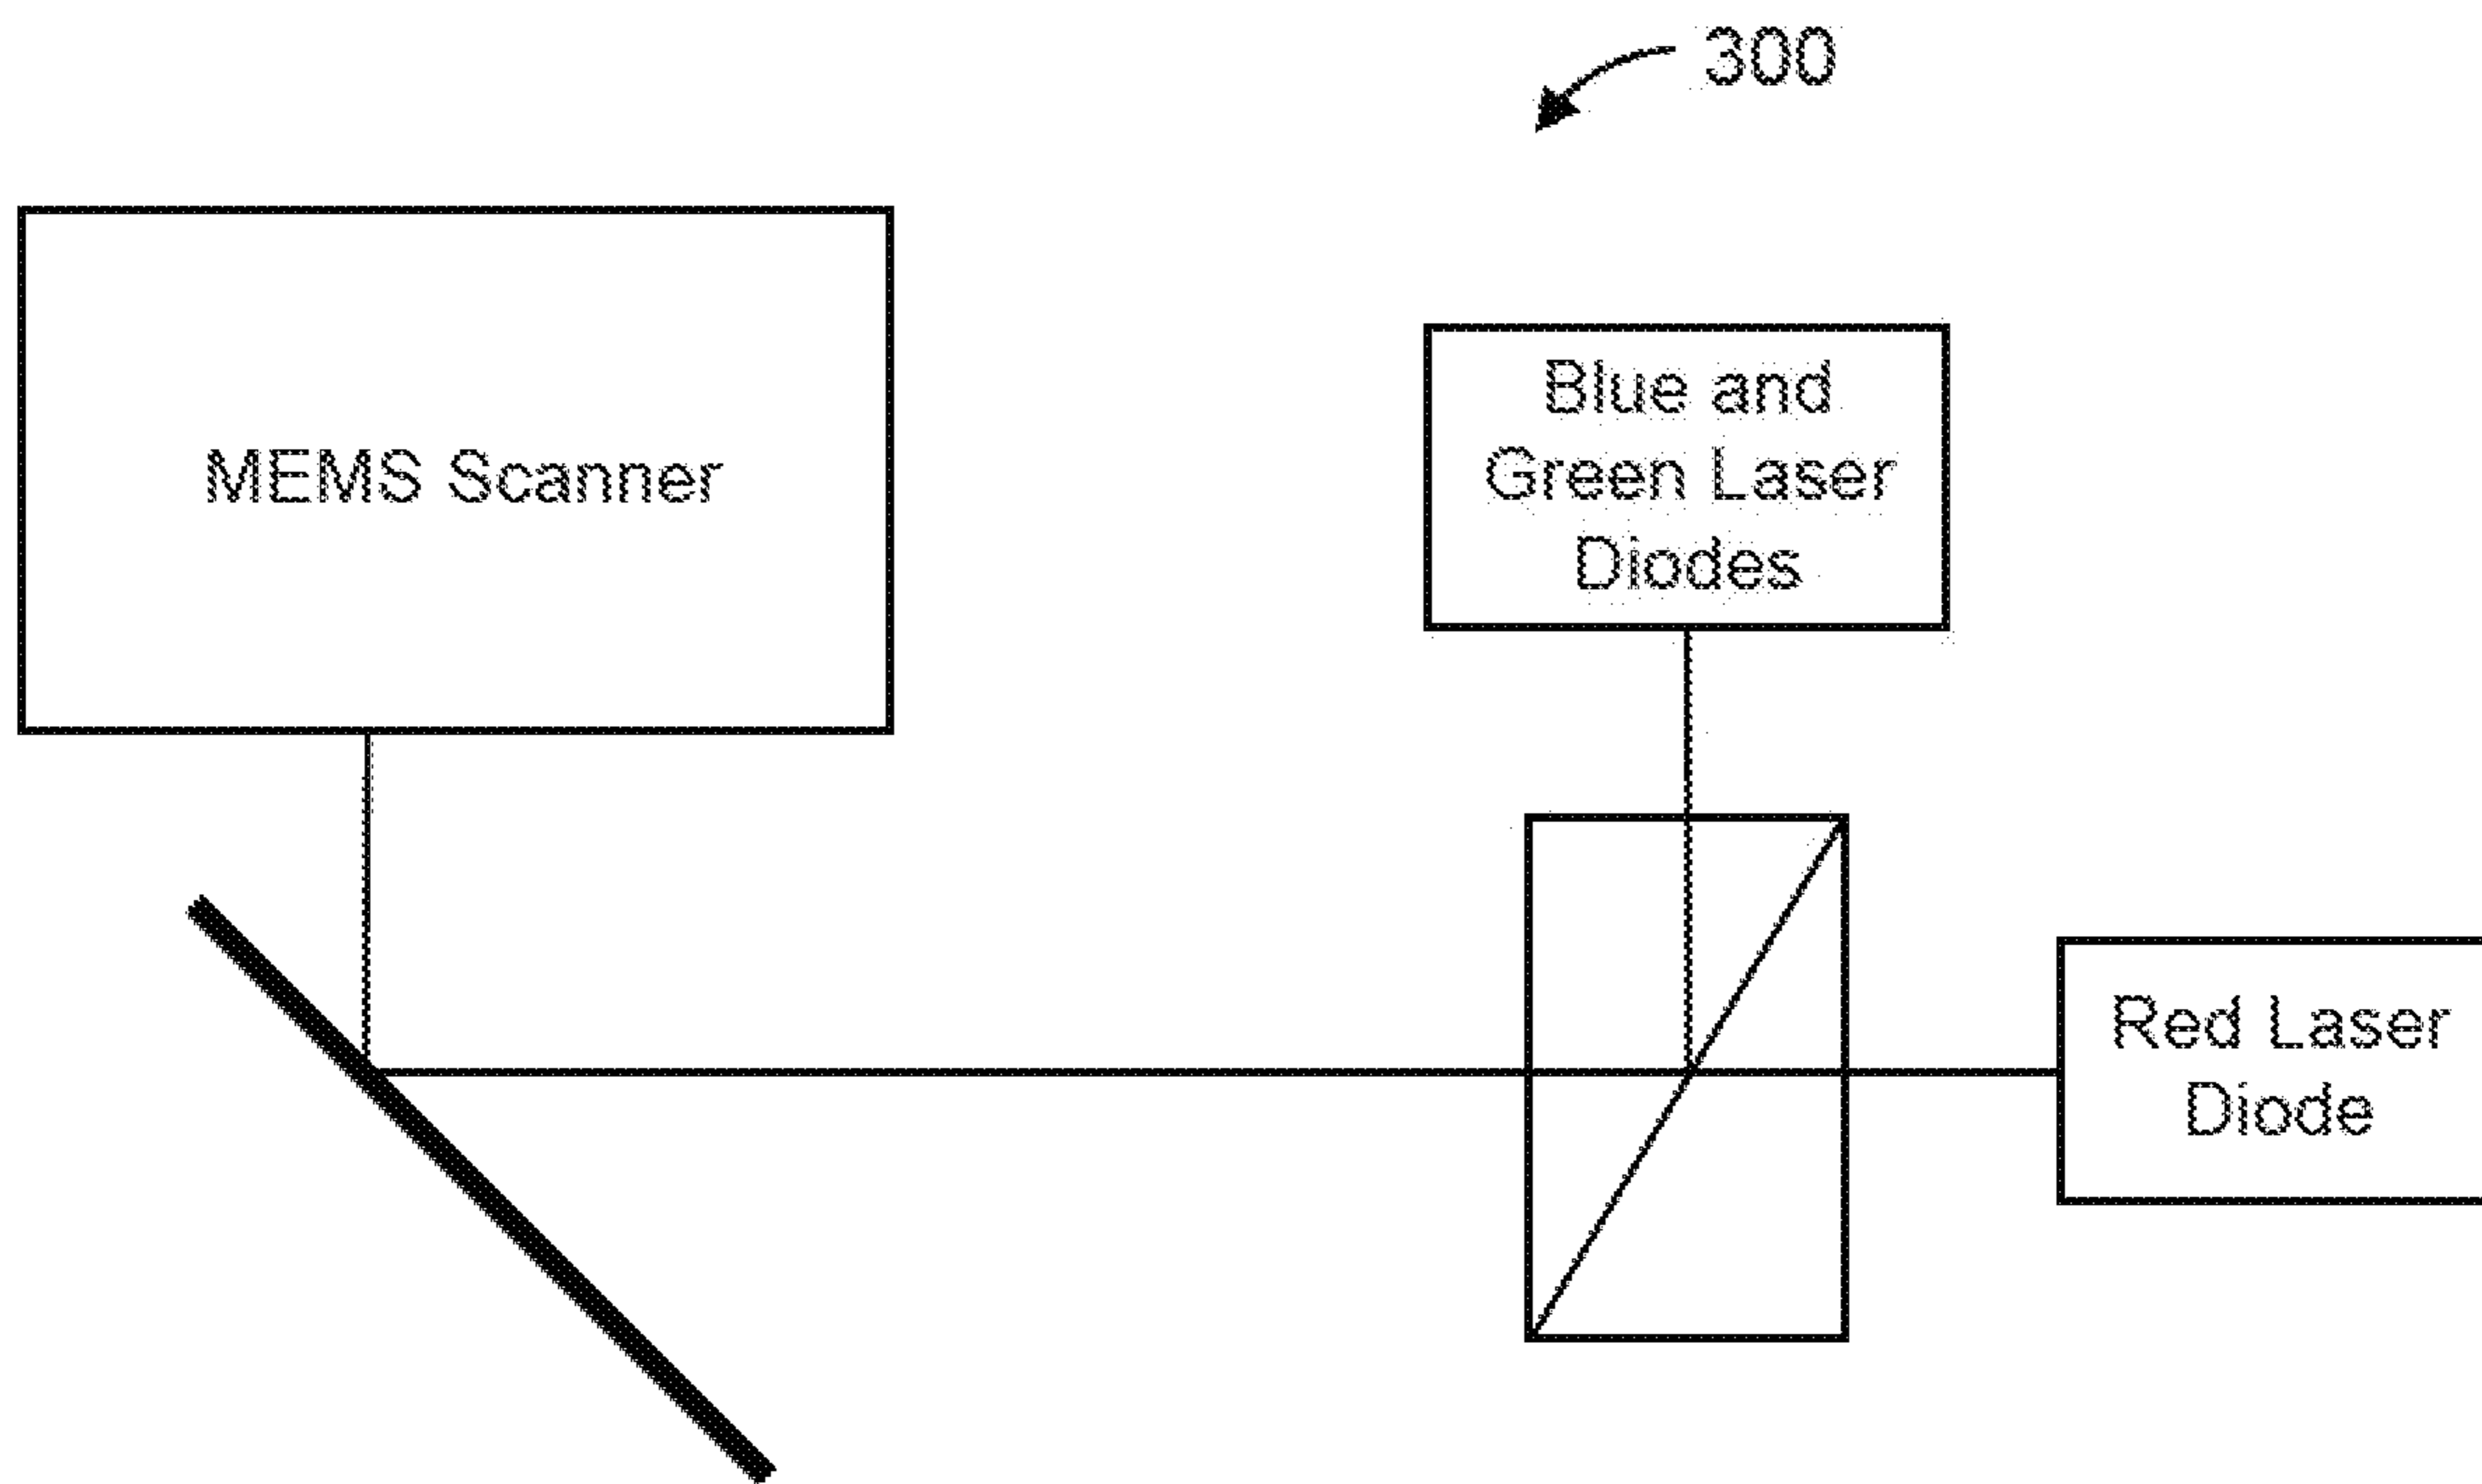 300
MEMS Scanner
Blue and
Green Laser
Diodes
Red Laser
Diode